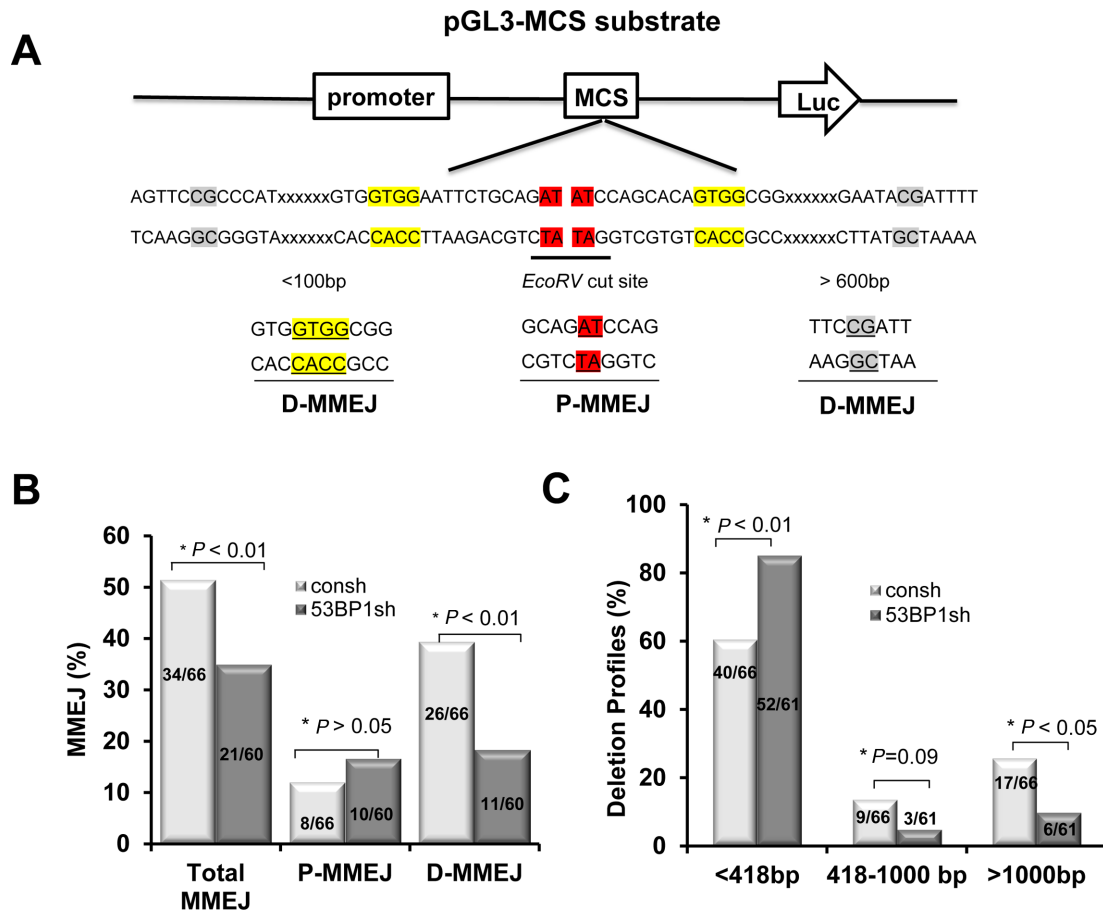 pGL3-MCS substrate
A
promoter
MCS
Luc
AGTTCCGCCCATxxxxxxGTGGTGGAATTCTGCAGAT ATCCAGCACAGTGGCGGxxxxxxGAATACGATTTT
TCAAGGCGGGTAxxxxxxCACCACCTTAAGACGTCTA TAGGTCGTGTCACCGCCxxxxxxCTTATGCTAAAA
<100bp
EcoRV cut site
> 600bp
GTGGTGGCGG
GCAGATCCAG
TTCCGATT
CACCACCGCC
CGTCTAGGTC
AAGGCTAA
D-MMEJ
P-MMEJ
D-MMEJ
B
MMEJ (%)
60
50
40
30
20
10
0
* P < 0.01
consh
53BP1sh
* P < 0.01
* P > 0.05
34/66
21/60
8/66
10/60
26/66
11/60
Total
MMEJ
P-MMEJ
D-MMEJ
C
Deletion Profiles (%)
100
80
60
40
20
0
* P < 0.01
consh
53BP1sh
* P < 0.05
* P=0.09
40/66
52/61
9/66
3/61
17/66
6/61
<418bp
418-1000 bp
>1000bp